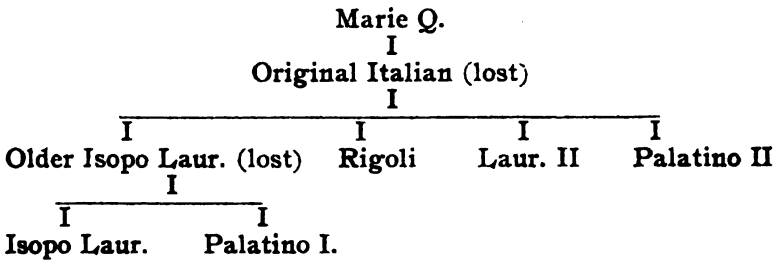 Marie Q.
I
Original Italian (lost)
I
I I I I
Older Isopo Laur. (lost) Rigoli Laur. II Palatino II
I
I I
Isopo Laur. Palatino I.